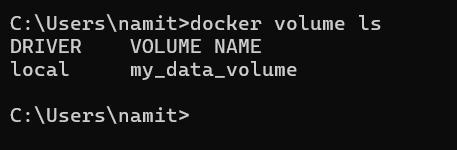 C:\Users\namit>docker volume ls
DRIVER    VOLUME NAME
local     my_data_volume
C:\Users\namit>